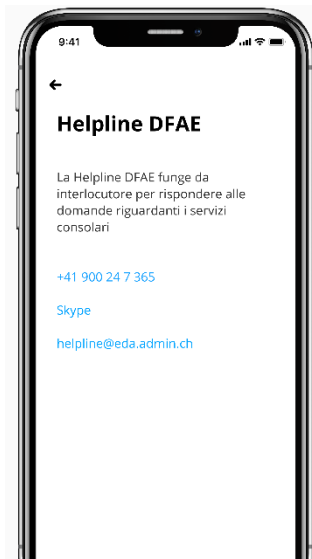 9:41
Helpline DFAE
La Helpline DFAE funge da
interlocutore per rispondere alle
domande riguardanti i servizi
consolari
+41 900 24 7 365
Skype
helpline@eda.admin.ch